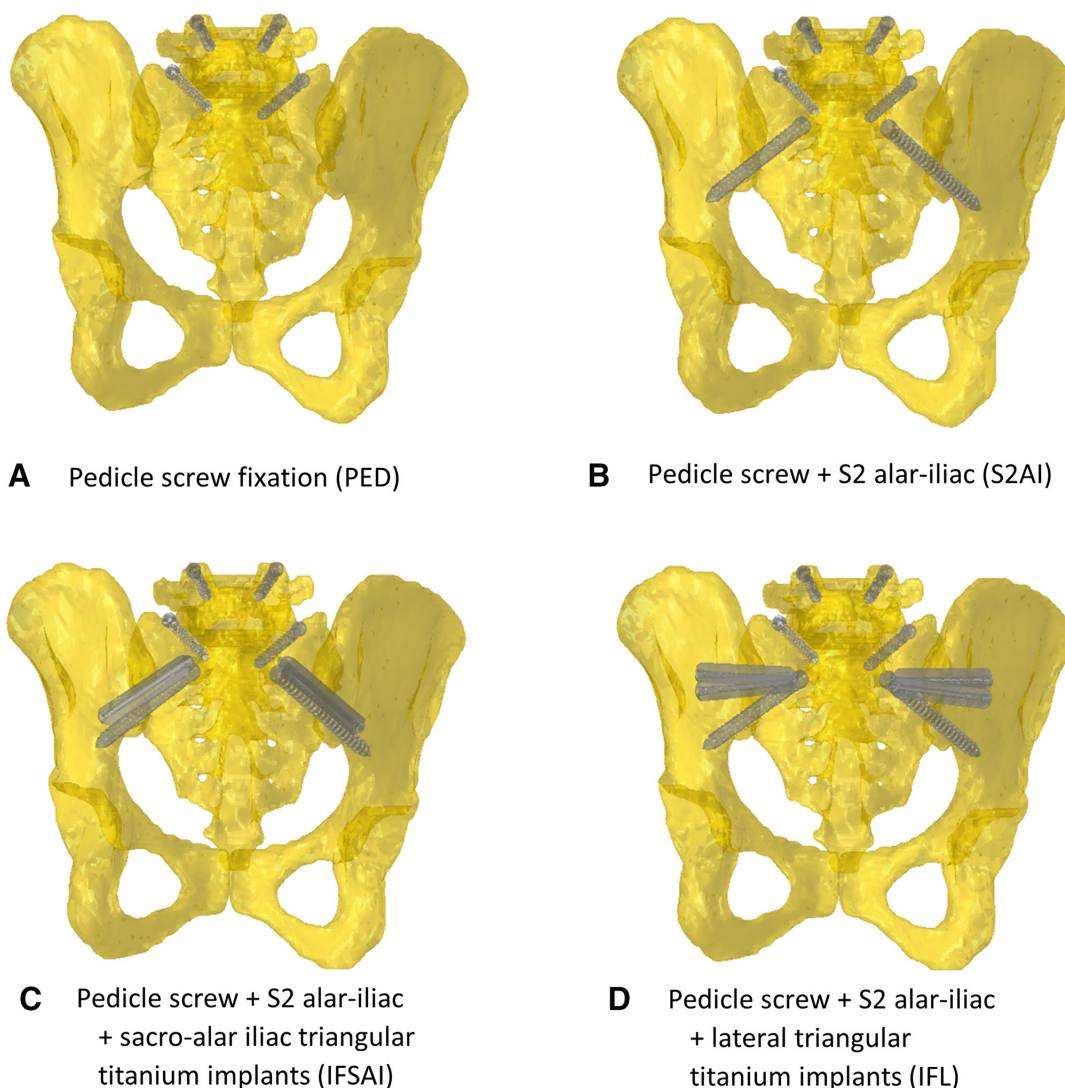 A Pedicle screw fixation (PED)
B Pedicle screw + S2 alar-iliac (S2AI)
C Pedicle screw + S2 alar-iliac
+ sacro-alar iliac triangular
titanium implants (IFSAI)
D Pedicle screw + S2 alar-iliac
+ lateral triangular
titanium implants (IFL)